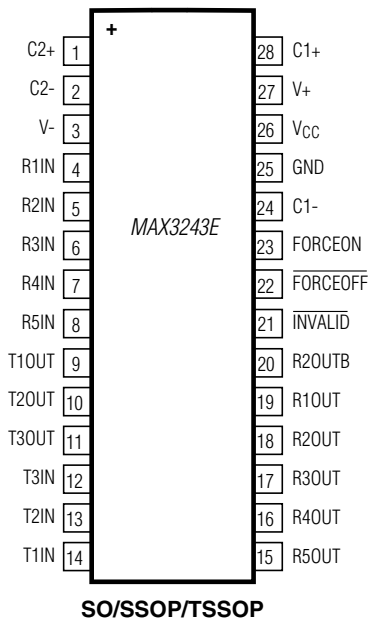 +
C2+ 1 28 C1+
C2- 2 27 V+
V- 3 26 VCC
R1IN 4 25 GND
R2IN 5 24 C1-
MAX3243E
R3IN 6 23 FORCEON
R4IN 7 22 FORCEOFF
R5IN 8 21 INVALID
T1OUT 9 20 R2OUTB
T2OUT 10 19 R1OUT
T3OUT 11 18 R2OUT
T3IN 12 17 R3OUT
T2IN 13 16 R4OUT
T1IN 14 15 R5OUT
SO/SSOP/TSSOP